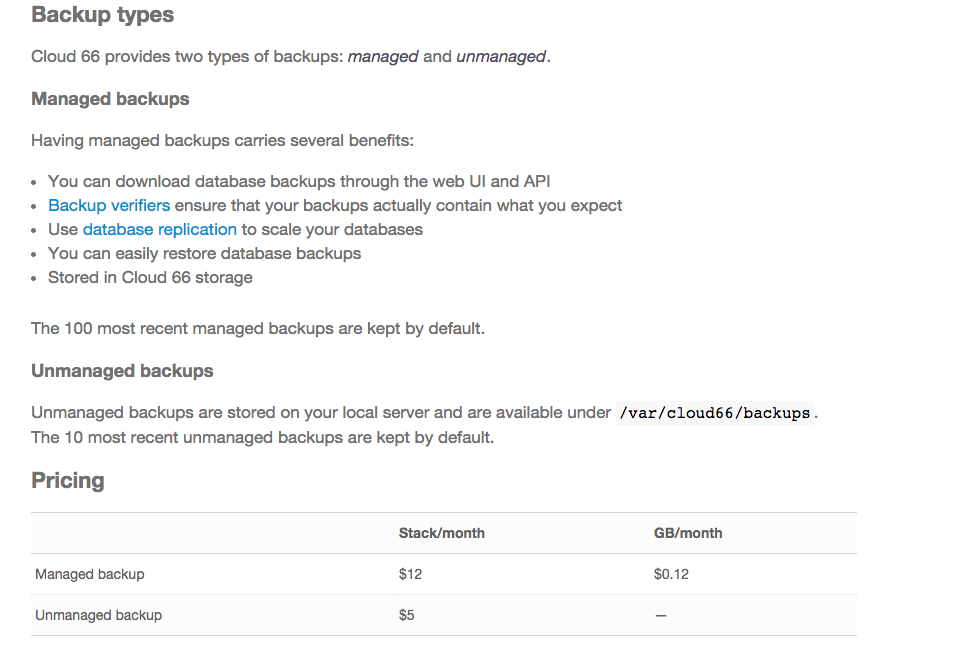 Backup types
Cloud 66 provides two types of backups: managed and unmanaged.
Managed backups
Having managed backups carries several benefits:
• You can download database backups through the web UI and API
• Backup verifiers ensure that your backups actually contain what you expect
• Use database replication to scale your databases
• You can easily restore database backups
• Stored in Cloud 66 storage
The 100 most recent managed backups are kept by default.
Unmanaged backups
Unmanaged backups are stored on your local server and are available under /var/cloud66/backups.
The 10 most recent unmanaged backups are kept by default.
Pricing
Stack/month GB/month
Managed backup $12 $0.12
Unmanaged backup $5 —